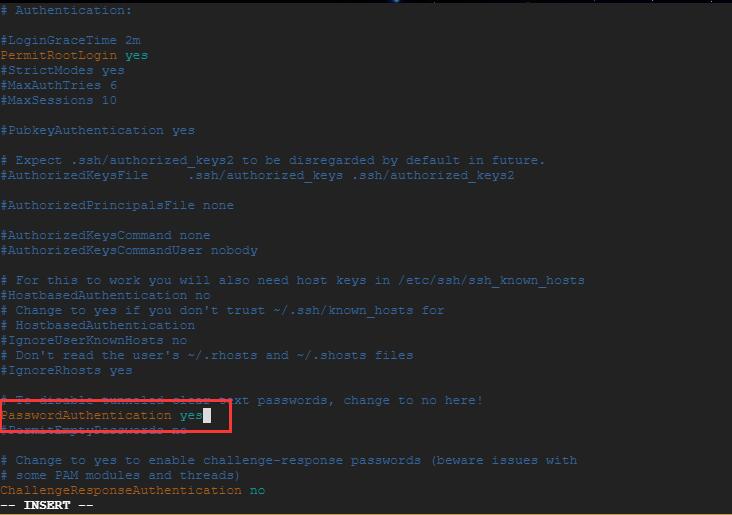 # Authentication:
#LoginGraceTime 2m
PermitRootLogin yes
#StrictModes yes
#MaxAuthTries 6
#MaxSessions 10
#PubkeyAuthentication yes
# Expect .ssh/authorized_keys2 to be disregarded by default in future.
#AuthorizedKeysFile     .ssh/authorized_keys .ssh/authorized_keys2
#AuthorizedPrincipalsFile none
#AuthorizedKeysCommand none
#AuthorizedKeysCommandUser nobody
# For this to work you will also need host keys in /etc/ssh/ssh_known_hosts
#HostbasedAuthentication no
# Change to yes if you don't trust ~/.ssh/known_hosts for
# HostbasedAuthentication
#IgnoreUserKnownHosts no
# Don't read the user's ~/.rhosts and ~/.shosts files
#IgnoreRhosts yes
# To disable tunneled clear text passwords, change to no here!
PasswordAuthentication yes
#PermitEmptyPasswords no
# Change to yes to enable challenge-response passwords (beware issues with
# some PAM modules and threads)
ChallengeResponseAuthentication no
-- INSERT --